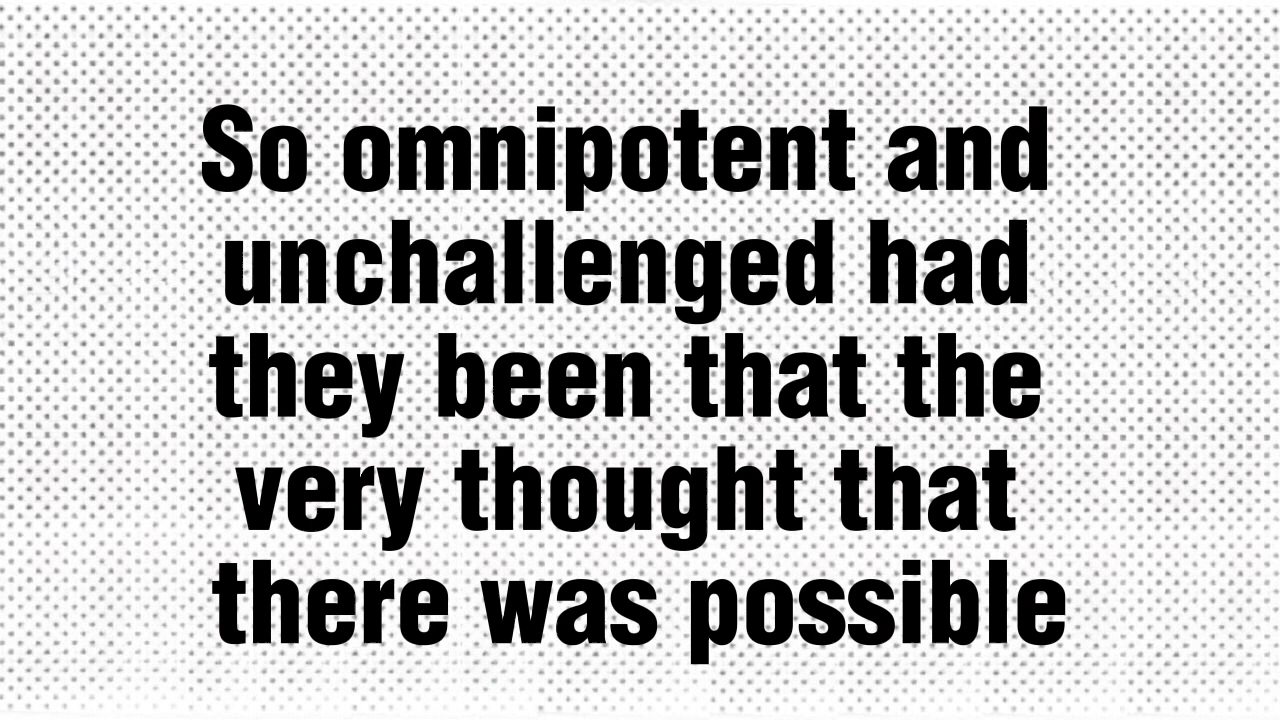 So omnipotent and
unchallenged had
they been that the
very thought that
there was possible